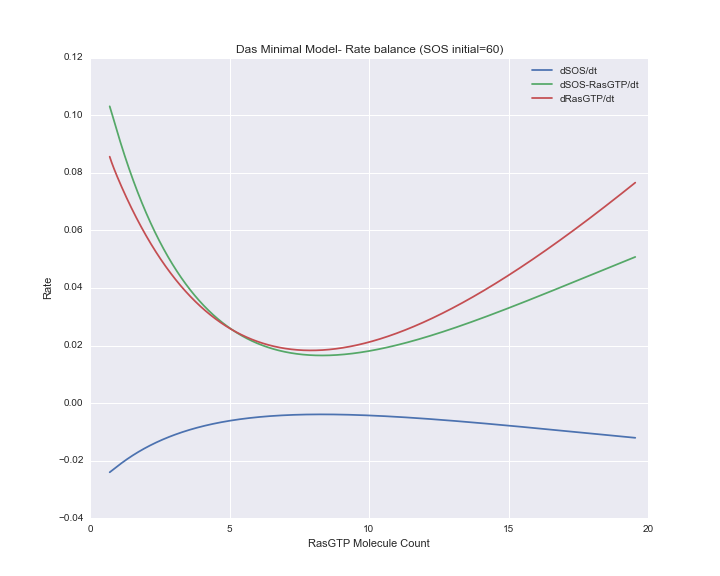 Das Minimal Model- Rate balance (SOS initial=60)
0.12
0.10
0.08
0.06
0.04
0.02
0.00
−0.02
−0.04
Rate
dSOS/dt
dSOS-RasGTP/dt
dRasGTP/dt
0 5 10 15 20
RasGTP Molecule Count